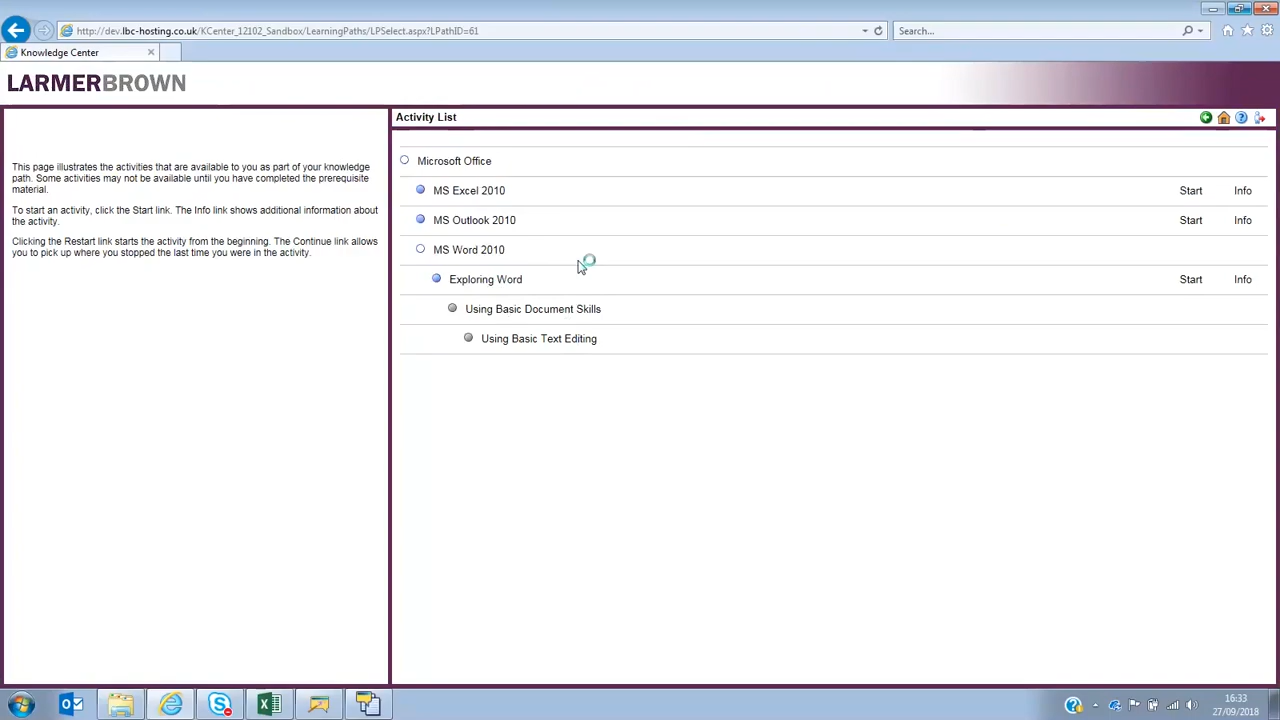 http://dev.lbc-hosting.co.uk/KCenter_12102_Sandbox/LearningPaths/LPSelect.aspx?LPathID=61
Search...
Knowledge Center
LARMERBROWN
Activity List
This page illustrates the activities that are available to you as part of your knowledge
path. Some activities may not be available until you have completed the prerequisite
material.
To start an activity, click the Start link. The Info link shows additional information about
the activity.
Clicking the Restart link starts the activity from the beginning. The Continue link allows
you to pick up where you stopped the last time you were in the activity.
Microsoft Office
MS Excel 2010 Start Info
MS Outlook 2010 Start Info
MS Word 2010
Exploring Word Start Info
Using Basic Document Skills
Using Basic Text Editing
16:33
27/09/2018